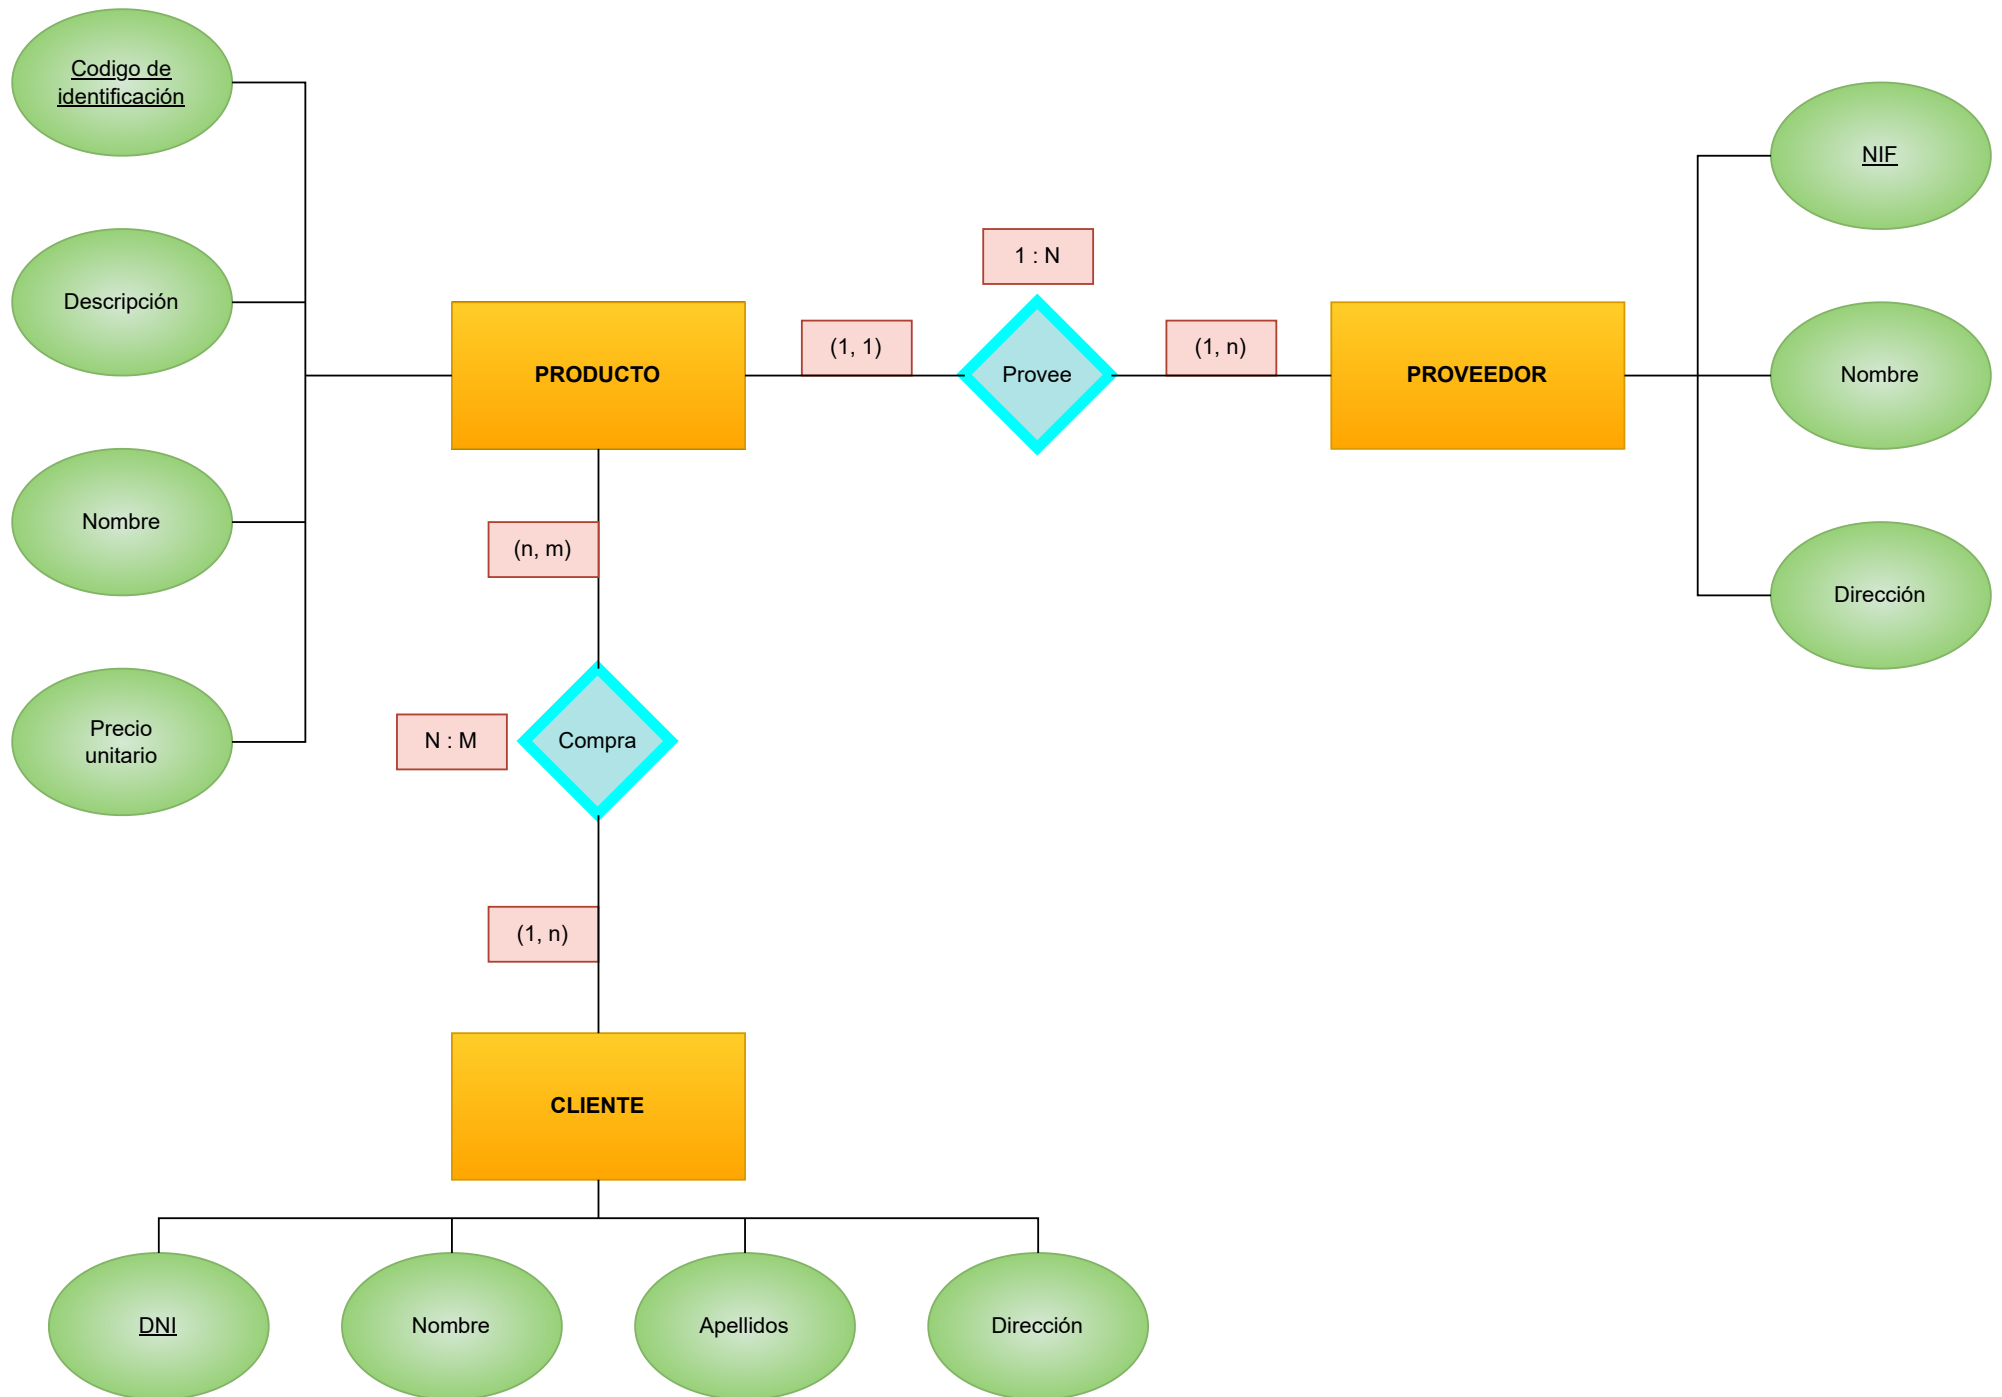 Codigo de
identificación
NIF
Descripción
1 : N
PRODUCTO
(1, 1)
Provee
(1, n)
PROVEEDOR
Nombre
Nombre
(n, m)
Dirección
Precio
unitario
N : M
Compra
(1, n)
CLIENTE
DNI
Nombre
Apellidos
Dirección